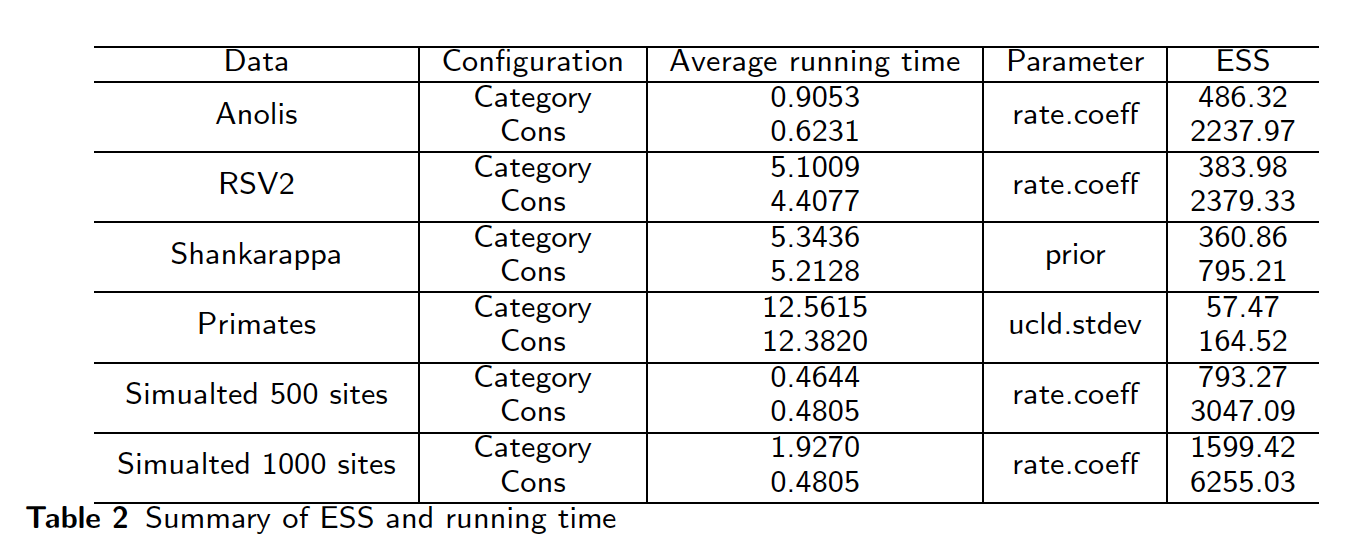 Data Configuration Average running time Parameter ESS
Anolis Category 0.9053 rate.coeff 486.32
Cons 0.6231 2237.97
RSV2 Category 5.1009 rate.coeff 383.98
Cons 4.4077 2379.33
Shankarappa Category 5.3436 prior 360.86
Cons 5.2128 795.21
Primates Category 12.5615 ucld.stdev 57.47
Cons 12.3820 164.52
Simualted 500 sites Category 0.4644 rate.coeff 793.27
Cons 0.4805 3047.09
Simualted 1000 sites Category 1.9270 rate.coeff 1599.42
Cons 0.4805 6255.03
Table 2 Summary of ESS and running time